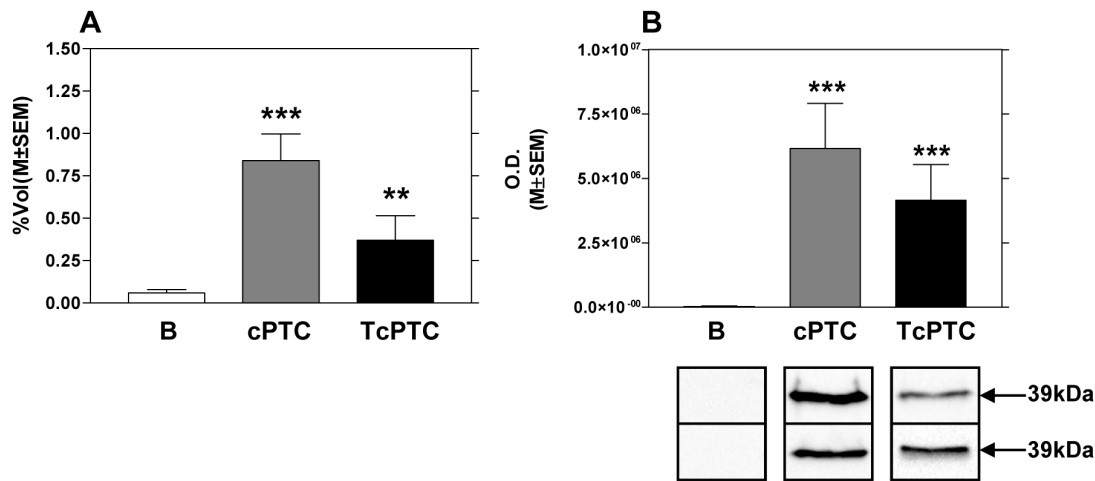 A
%Vol(M±SEM)
1.50
1.25
1.00
0.75
0.50
0.25
0.00
***
**
B
cPTC
TcPTC
B
O.D.
(M±SEM)
1.0×10⁰⁷
7.5×10⁰⁶
5.0×10⁰⁶
2.5×10⁰⁶
0.0×10⁻⁰⁰
***
***
B
cPTC
TcPTC
39kDa
39kDa